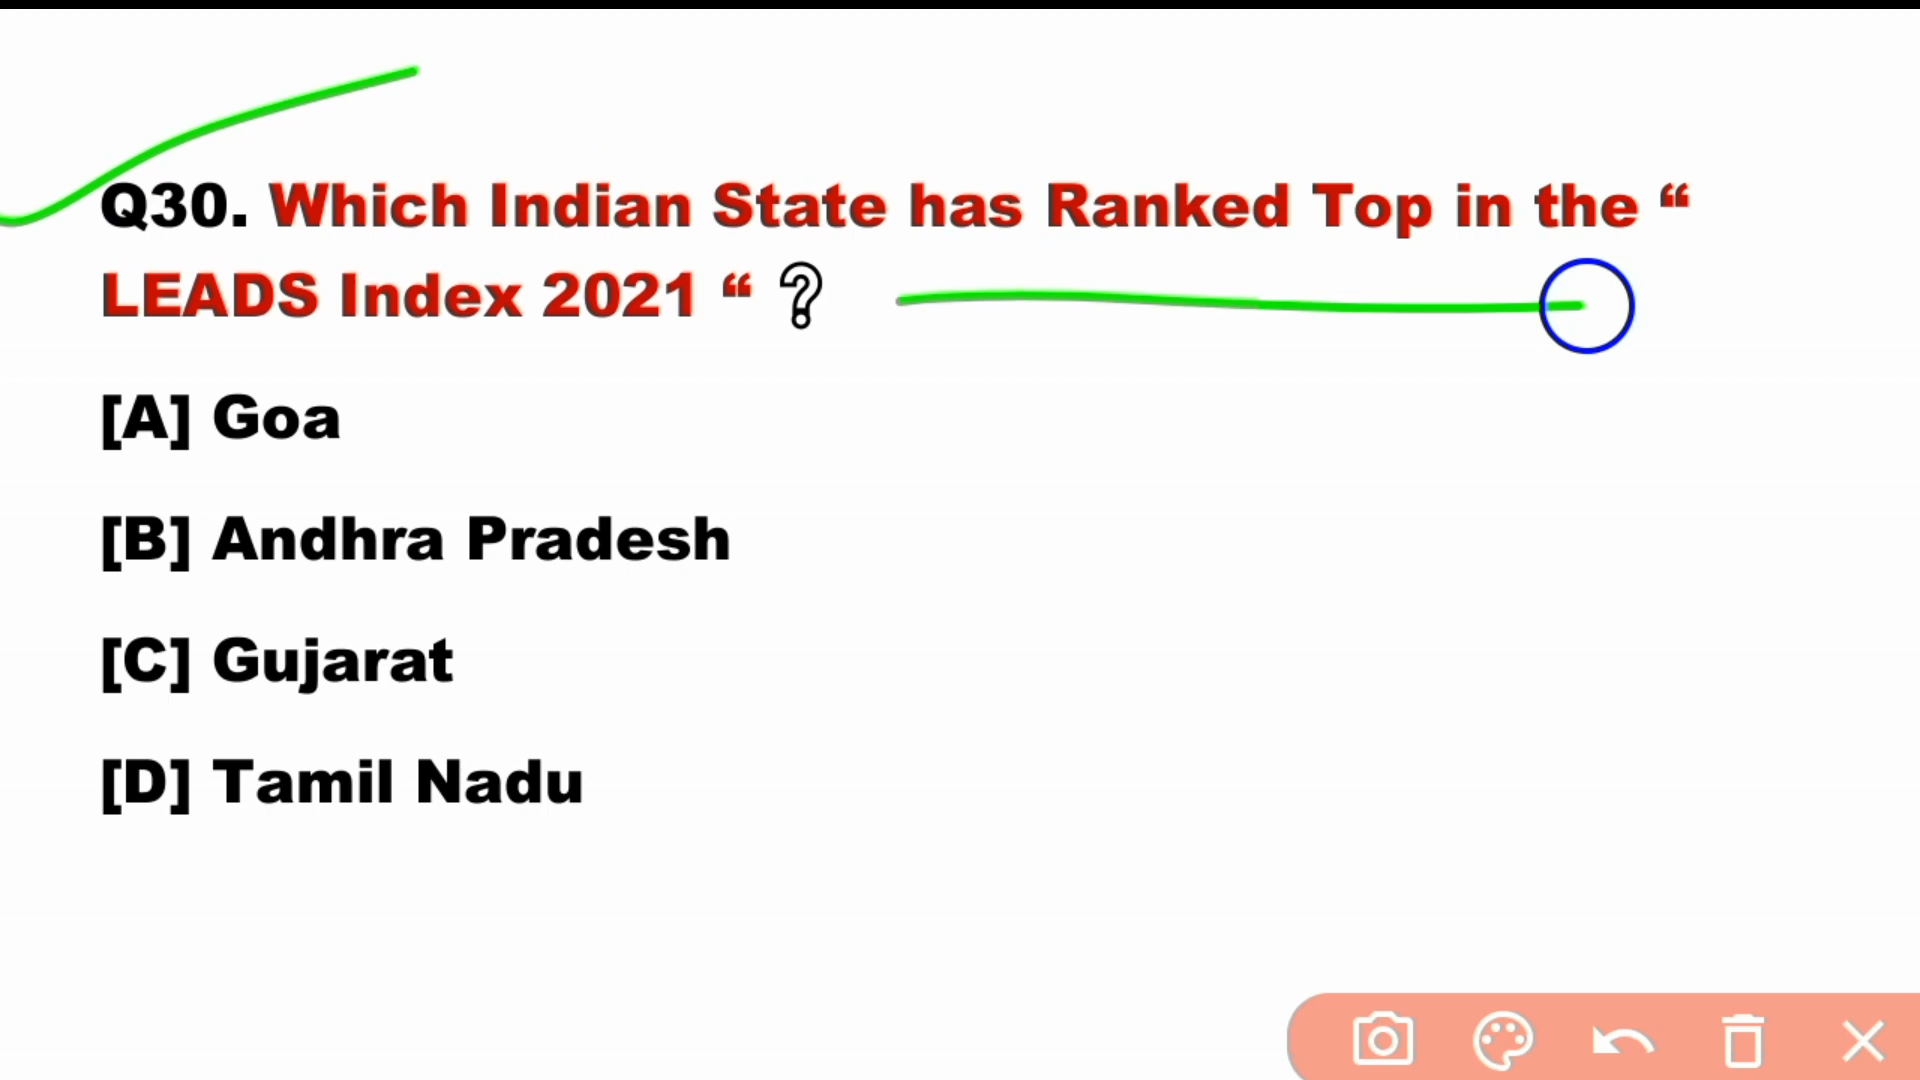 Q30. Which Indian State has Ranked Top in the “
LEADS Index 2021 “ ?
[A] Goa
[B] Andhra Pradesh
[C] Gujarat
[D] Tamil Nadu